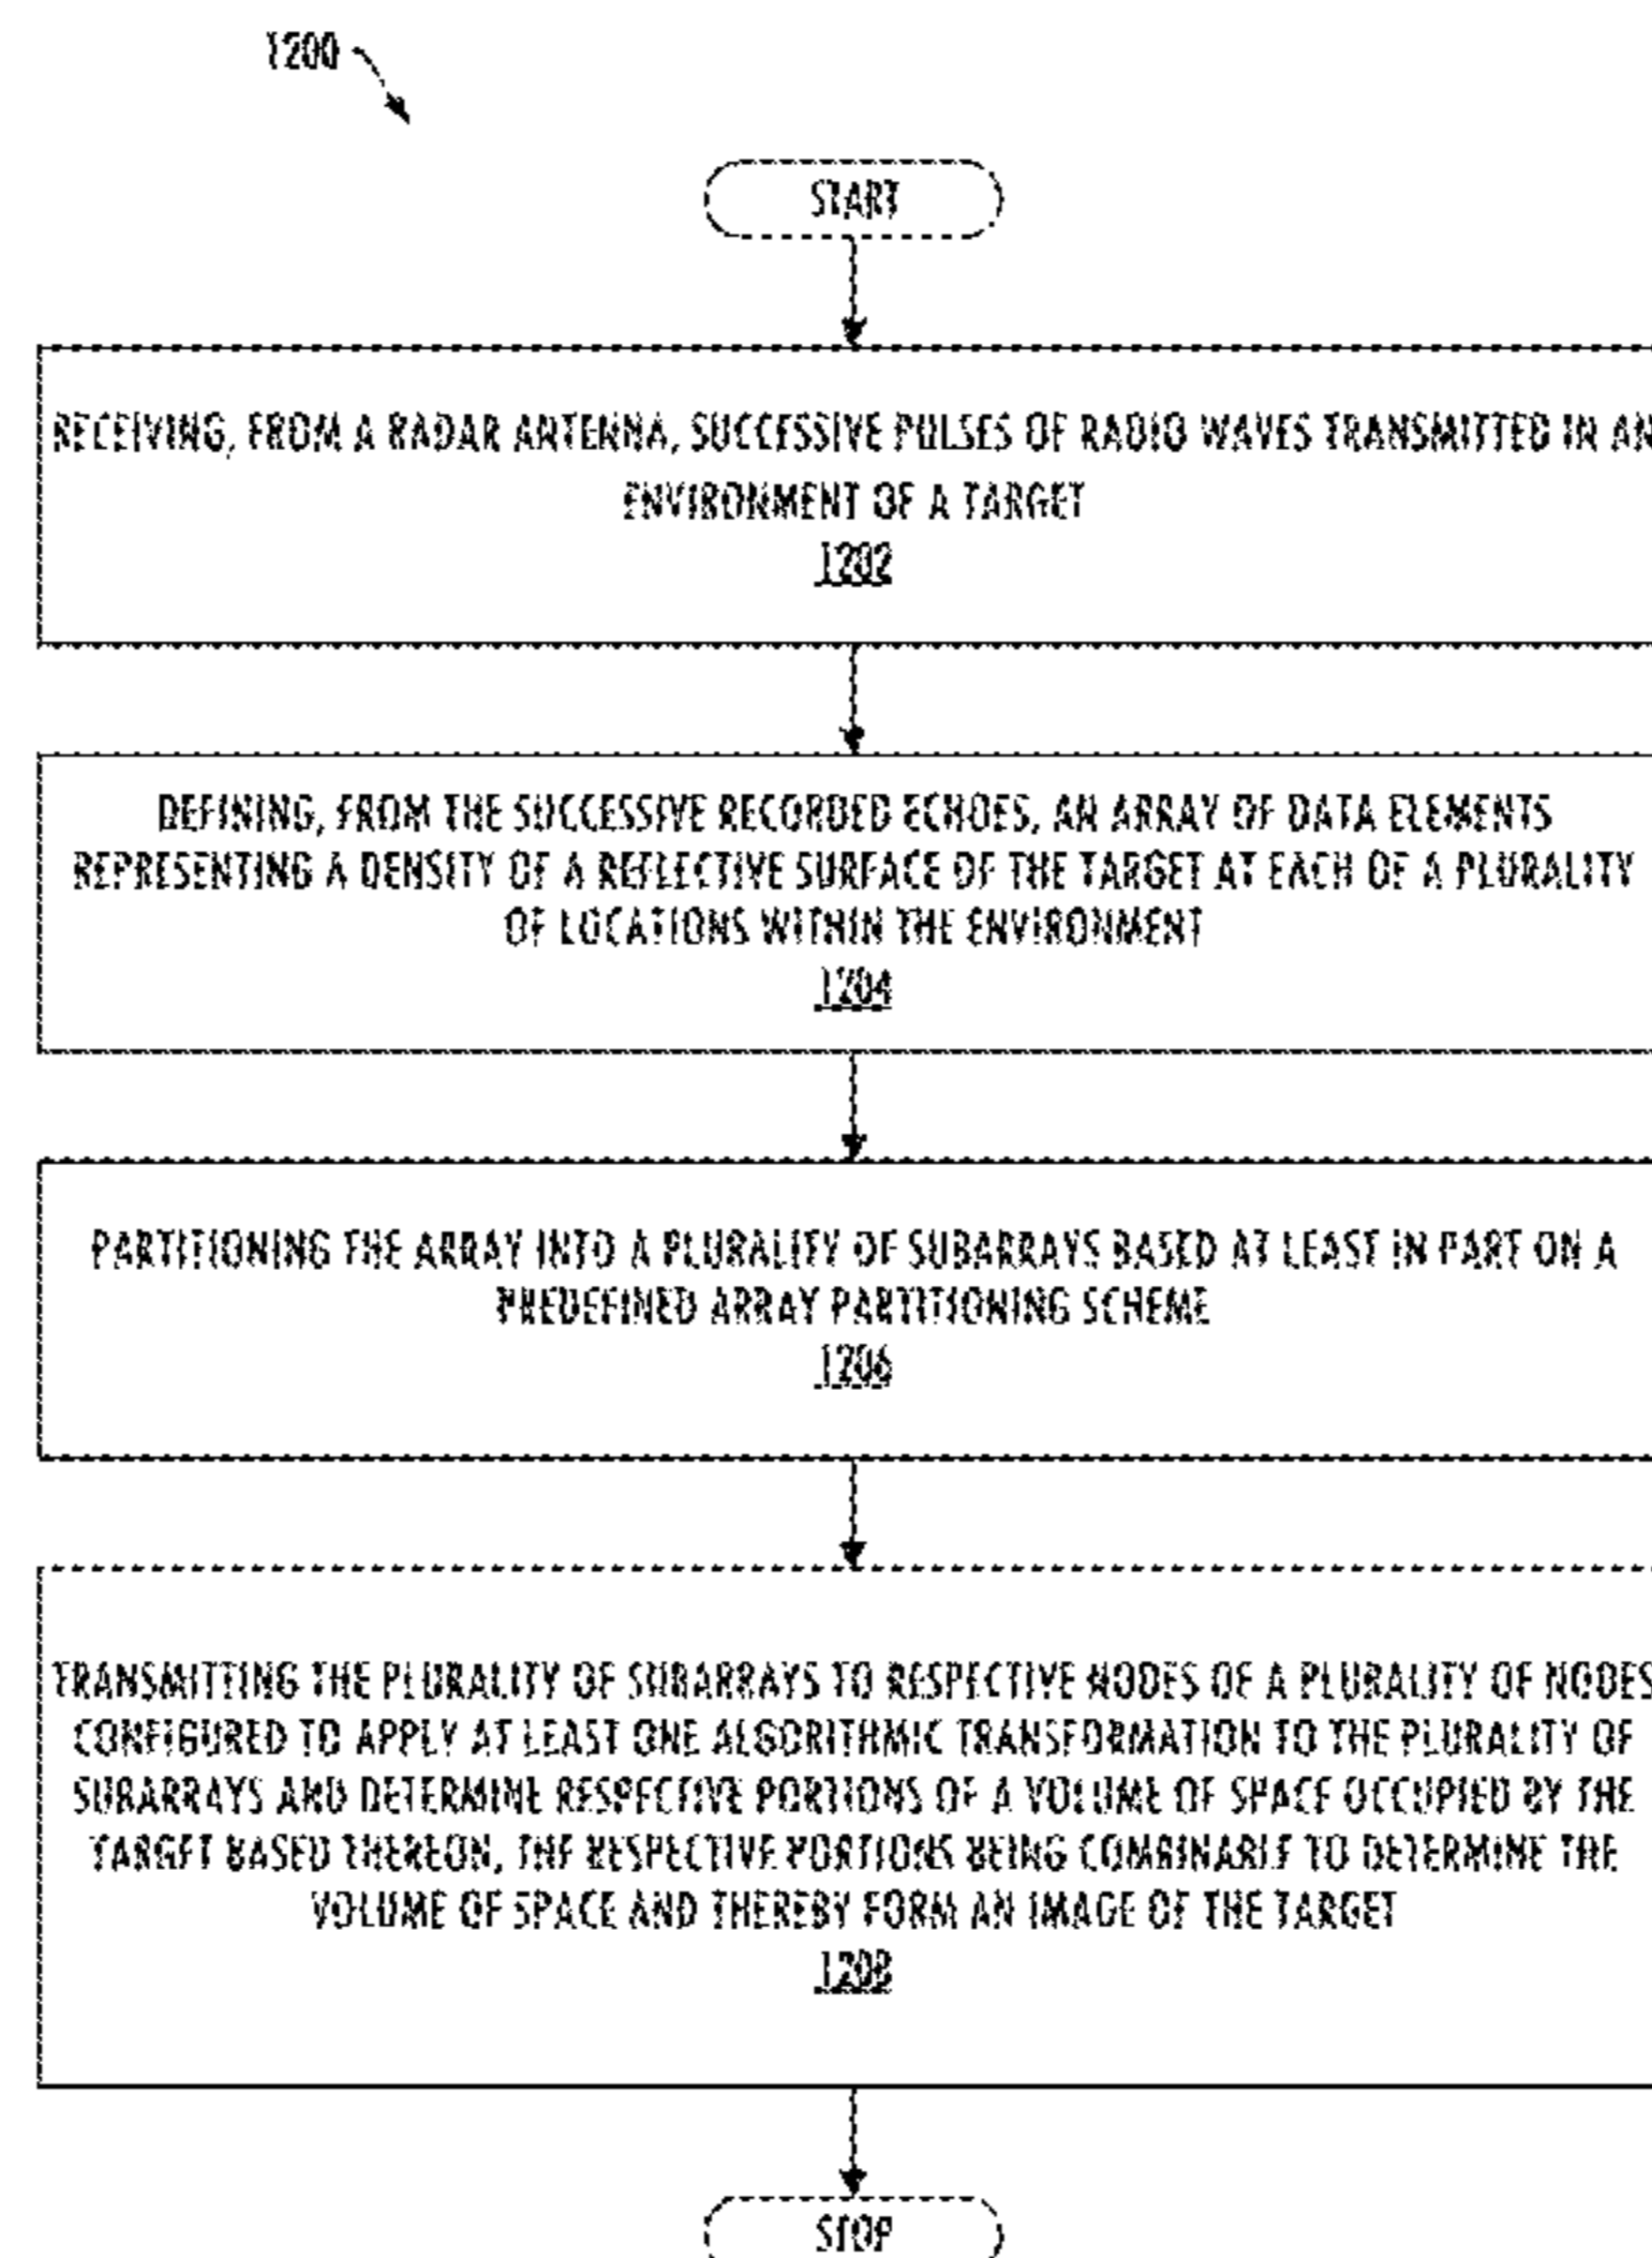 1200
START
RECEIVING, FROM A RADAR ANTENNA, SUCCESSIVE PULSES OF RADIO WAVES TRANSMITTED IN AN
ENVIRONMENT OF A TARGET
1202
DEFINING, FROM THE SUCCESSIVE RECORDED ECHOES, AN ARRAY OF DATA ELEMENTS
REPRESENTING A DENSITY OF A REFLECTIVE SURFACE OF THE TARGET AT EACH OF A PLURALITY
OF LOCATIONS WITHIN THE ENVIRONMENT
1204
PARTITIONING THE ARRAY INTO A PLURALITY OF SUBARRAYS BASED AT LEAST IN PART ON A
PREDEFINED ARRAY PARTITIONING SCHEME
1206
TRANSMITTING THE PLURALITY OF SUBARRAYS TO RESPECTIVE NODES OF A PLURALITY OF NODES
CONFIGURED TO APPLY AT LEAST ONE ALGORITHMIC TRANSFORMATION TO THE PLURALITY OF
SUBARRAYS AND DETERMINE RESPECTIVE PORTIONS OF A VOLUME OF SPACE OCCUPIED BY THE
TARGET BASED THEREON, THE RESPECTIVE PORTIONS BEING COMBINABLE TO DETERMINE THE
VOLUME OF SPACE AND THEREBY FORM AN IMAGE OF THE TARGET
1208
STOP